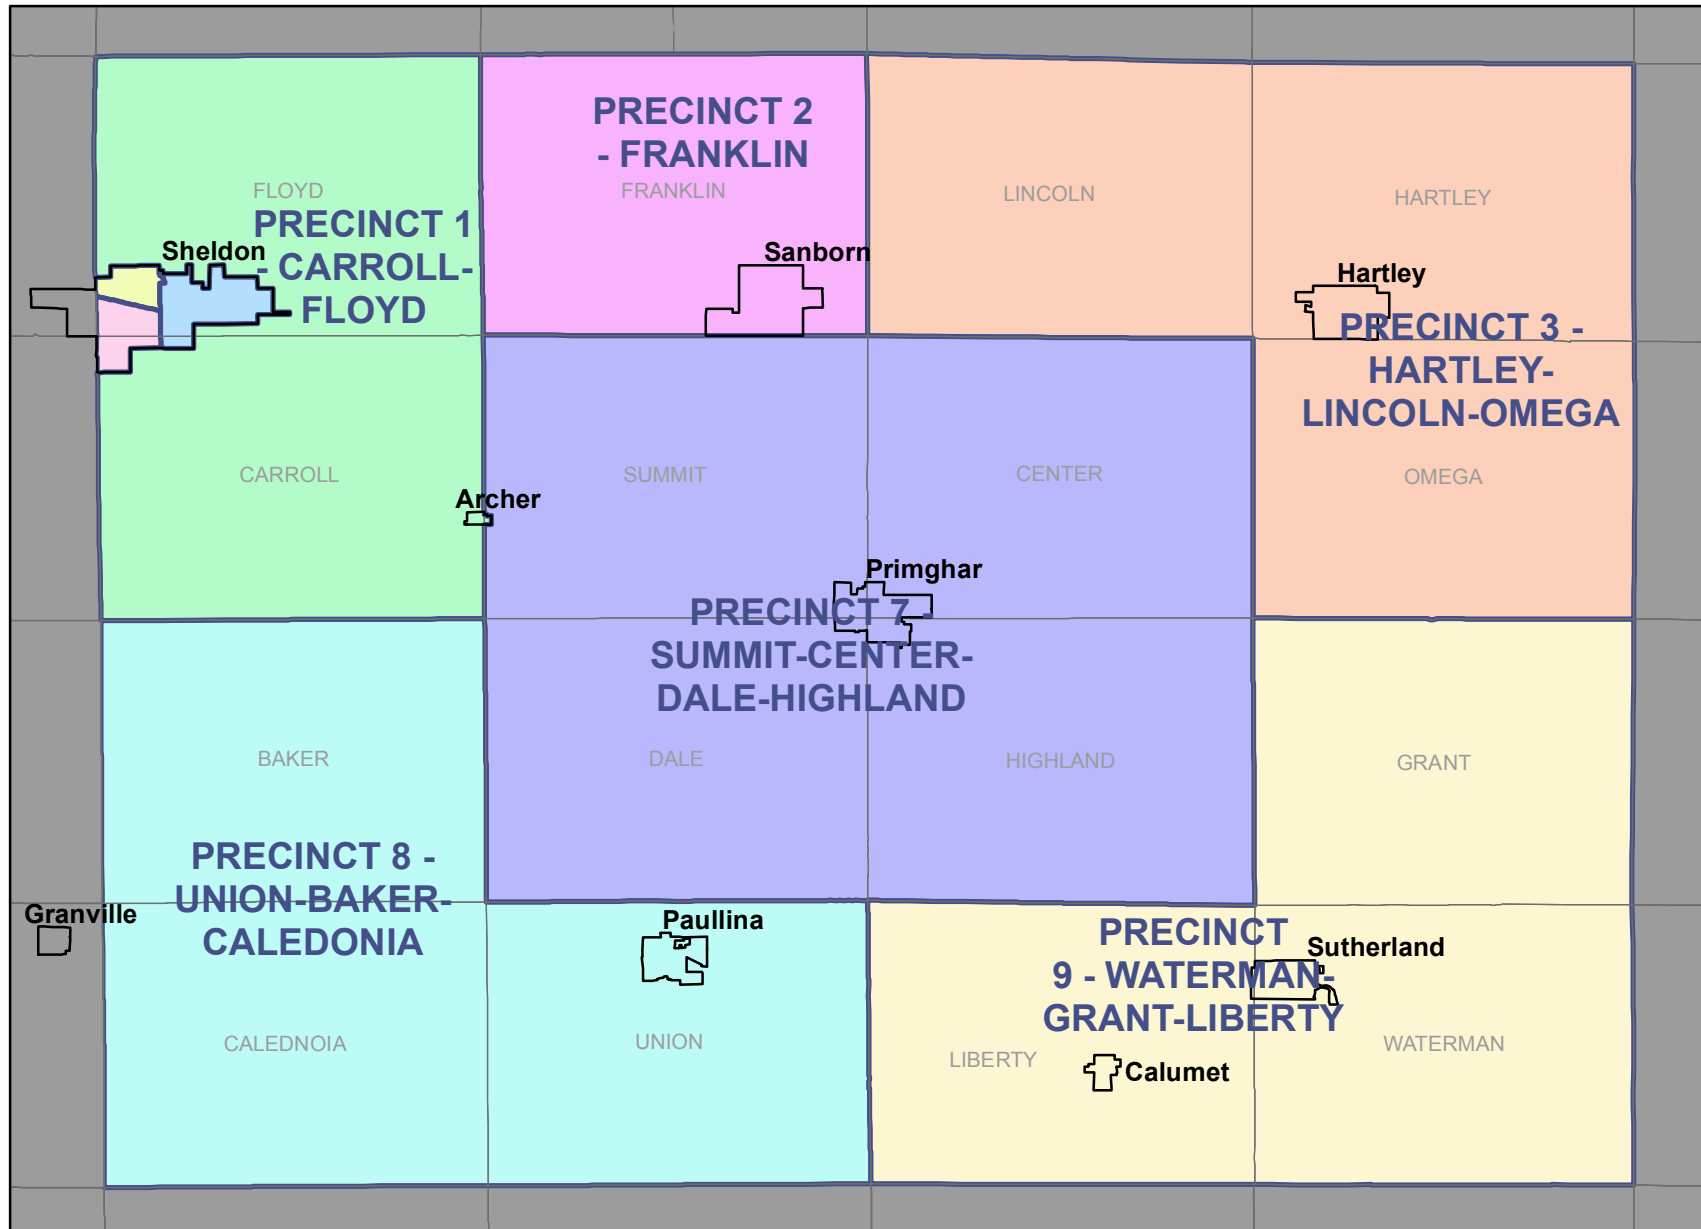 PRECINCT 2
- FRANKLIN
FLOYD
FRANKLIN
LINCOLN
HARTLEY
PRECINCT 1
- CARROLL-
FLOYD
Sheldon
Sanborn
Hartley
PRECINCT 3 -
HARTLEY-
LINCOLN-OMEGA
CARROLL
SUMMIT
CENTER
OMEGA
Archer
Primghar
PRECINCT 7 -
SUMMIT-CENTER-
DALE-HIGHLAND
BAKER
DALE
HIGHLAND
GRANT
PRECINCT 8 -
UNION-BAKER-
CALEDONIA
Granville
Paullina
PRECINCT
9 - WATERMAN-
GRANT-LIBERTY
Sutherland
CALEDNOIA
UNION
LIBERTY
WATERMAN
Calumet